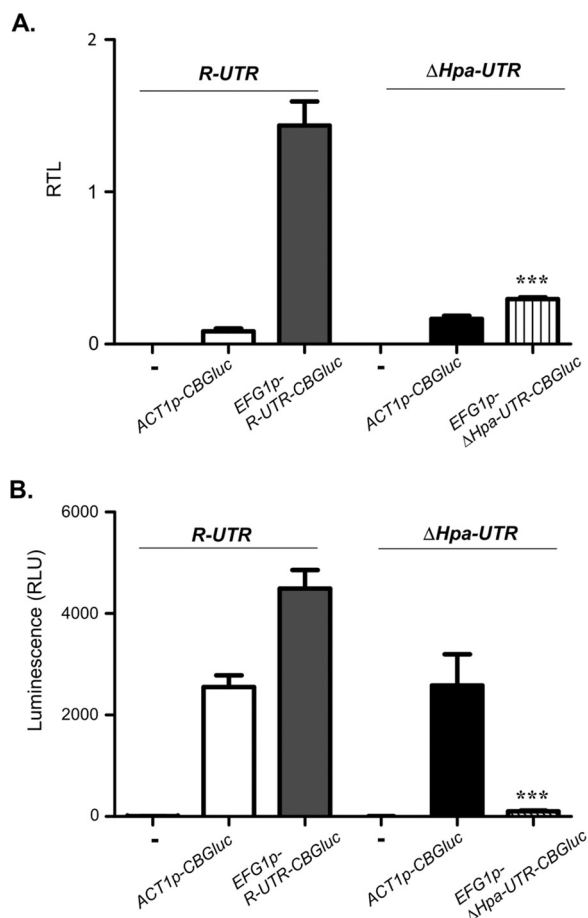 A.
2
R-UTR
ΔHpa-UTR
RTL
1
***
0
-
ACT1p-CBGluc
EFG1p-
R-UTR-CBGluc
-
ACT1p-CBGluc
EFG1p-
ΔHpa-UTR-CBGluc
B.
6000
R-UTR
ΔHpa-UTR
Luminescence (RLU)
4000
2000
***
0
-
ACT1p-CBGluc
EFG1p-
R-UTR-CBGluc
-
ACT1p-CBGluc
EFG1p-
ΔHpa-UTR-CBGluc